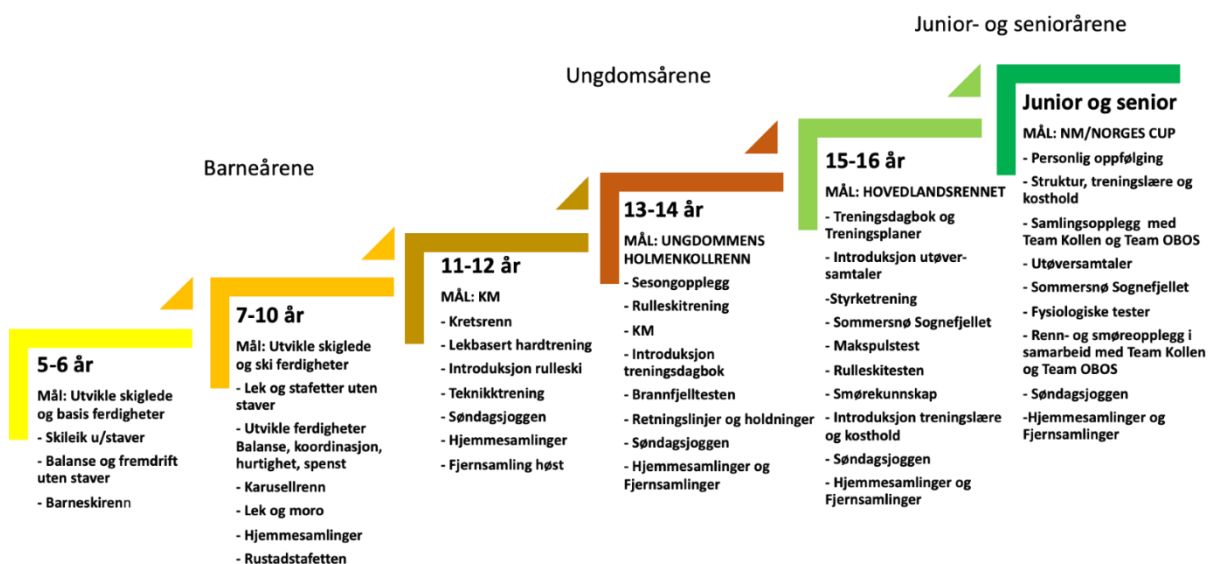 Junior- og seniorårene
Ungdomsårene
Barneårene
5-6 år
Mål: Utvikle skiglede
og basis ferdigheter
- Skileik u/staver
- Balanse og fremdrift
uten staver
- Barneskirenn
7-10 år
Mål: Utvikle skiglede
og ski ferdigheter
- Lek og stafetter uten
staver
- Utvikle ferdigheter
Balanse, koordinasjon,
hurtighet, spenst
- Karusellrenn
- Lek og moro
- Hjemmesamlinger
- Rustadstafetten
11-12 år
MÅL: KM
- Kretsrenn
- Lekbasert hardtrening
- Introduksjon rulleski
- Teknikktrening
- Søndagsjoggen
- Hjemmesamlinger
- Fjernsamling høst
13-14 år
MÅL: UNGDOMMENS
HOLMENKOLLRENN
- Sesongopplegg
- Rulleskitrening
- KM
- Introduksjon
treningsdagbok
- Brannfjelltesten
- Retningslinjer og holdninger
- Søndagsjoggen
- Hjemmesamlinger og
Fjernsamlinger
15-16 år
MÅL: HOVEDLANDSRENNET
- Treningsdagbok og
Treningsplaner
- Introduksjon utøver-
samtaler
-Styrketrening
- Sommersnø Sognefjellet
- Makspulstest
- Rulleskitesten
- Smørekunnskap
- Introduksjon treningslære
og kosthold
- Søndagsjoggen
- Hjemmesamlinger og
Fjernsamlinger
Junior og senior
MÅL: NM/NORGES CUP
- Personlig oppfølging
- Struktur, treningslære og
kosthold
- Samlingsopplegg med
Team Kollen og Team OBOS
- Utøversamtaler
- Sommersnø Sognefjellet
- Fysiologiske tester
- Renn- og smøreopplegg i
samarbeid med Team Kollen
og Team OBOS
- Søndagsjoggen
-Hjemmesamlinger og
Fjernsamlinger